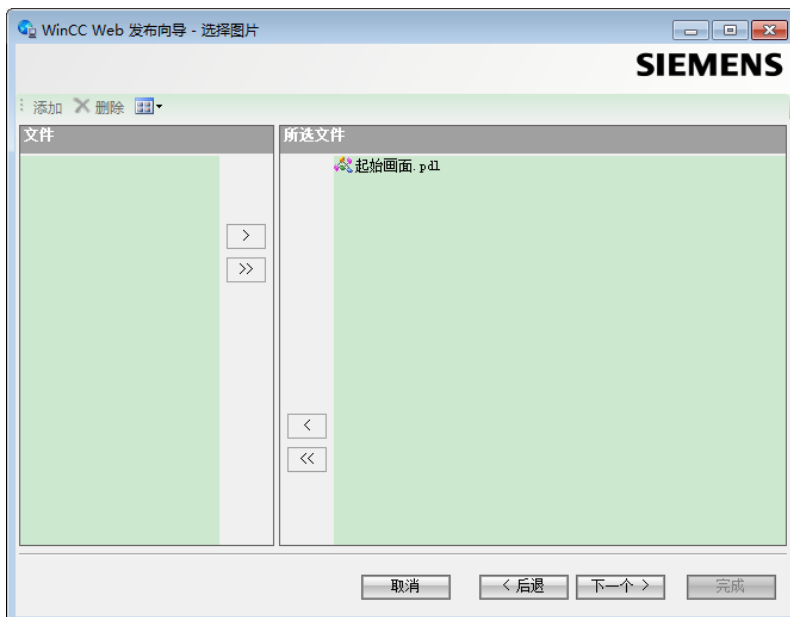 WinCC Web 发布向导 - 选择图片
SIEMENS
添加 删除
文件
所选文件
起始画面.pdl
>
>>
<
<<
取消
< 后退
下一个 >
完成